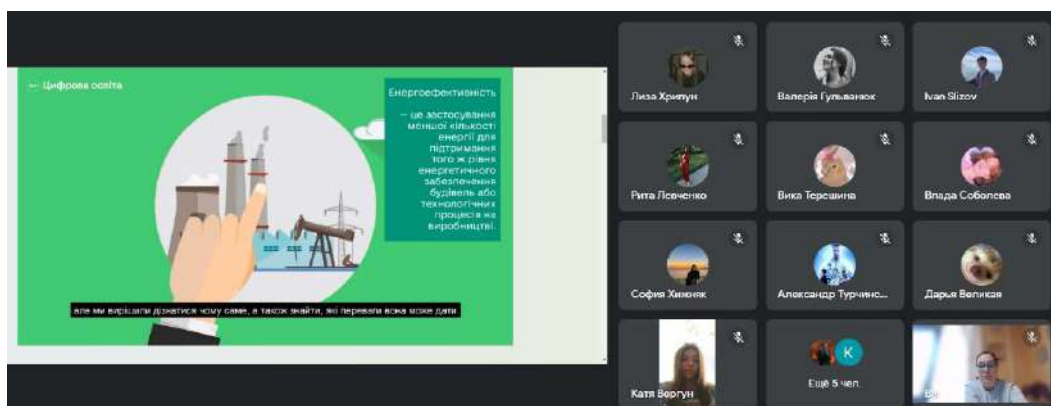 Цифрова освіта
Енергоефективність
— це застосування
меншої кількості
енергії для
підтримання
того ж рівня
енергетичного
забезпечення
будівель або
технологічних
процесів на
виробництві.
але ми вирішили дізнатися чому саме, а також знайти, які переваги вона може дати
Лиза Хрипун
Валерія Гульванюк
Ivan Slizov
Рита Левченко
Вика Терешина
Влада Соболева
София Хижняк
Александр Турчинс...
Дарья Великая
Катя Вергун
K
Ещё 5 чел.